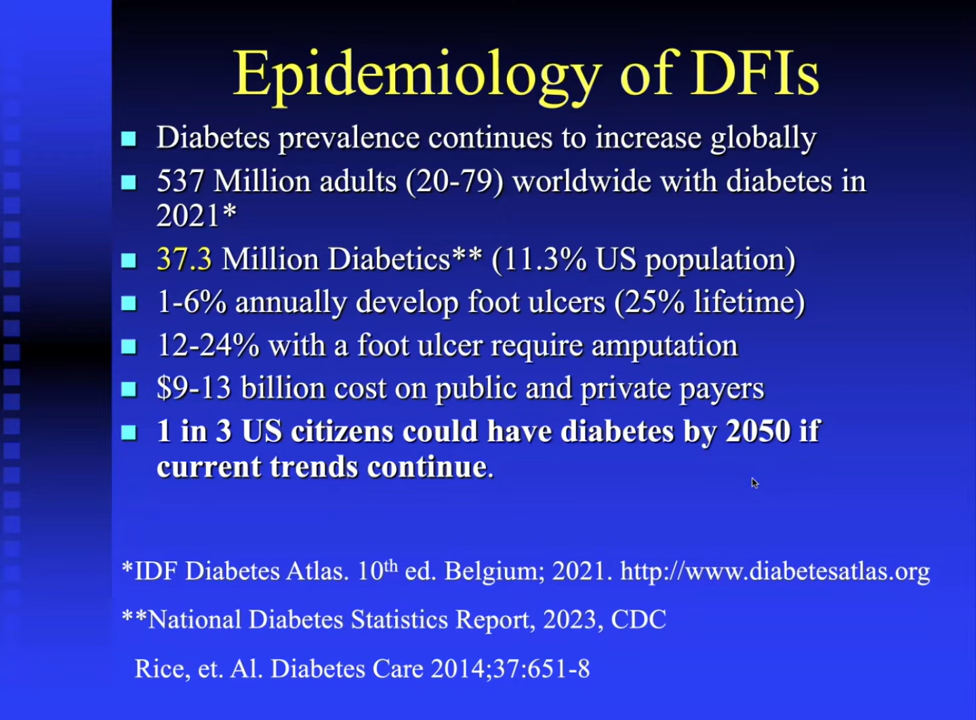 Epidemiology of DFIs
Diabetes prevalence continues to increase globally
537 Million adults (20-79) worldwide with diabetes in
2021*
37.3 Million Diabetics** (11.3% US population)
1-6% annually develop foot ulcers (25% lifetime)
12-24% with a foot ulcer require amputation
$9-13 billion cost on public and private payers
1 in 3 US citizens could have diabetes by 2050 if
current trends continue.
*IDF Diabetes Atlas. 10th ed. Belgium; 2021. http://www.diabetesatlas.org
**National Diabetes Statistics Report, 2023, CDC
Rice, et. Al. Diabetes Care 2014;37:651-8